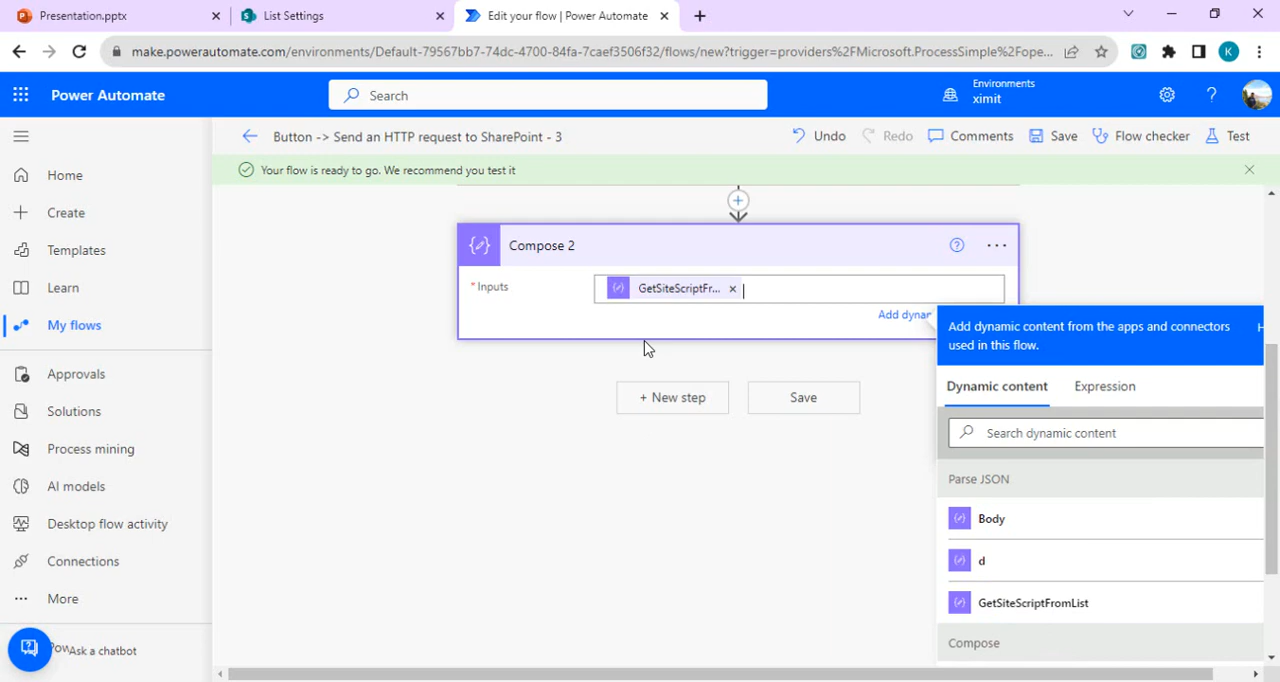 Presentation.pptx
List Settings
Edit your flow | Power Automate
make.powerautomate.com/environments/Default-79567bb7-74dc-4700-84fa-7caef3506f32/flows/new?trigger=providers%2FMicrosoft.ProcessSimple%2Fope...
K
Power Automate
Search
Environments
ximit
Button -> Send an HTTP request to SharePoint - 3
Undo
Redo
Comments
Save
Flow checker
Test
Your flow is ready to go. We recommend you test it
Home
Create
Templates
Learn
My flows
Approvals
Solutions
Process mining
AI models
Desktop flow activity
Connections
More
Ask a chatbot
Compose 2
* Inputs
GetSiteScriptFr...
Add dynar
+ New step
Save
Add dynamic content from the apps and connectors
used in this flow.
Dynamic content
Expression
Search dynamic content
Parse JSON
Body
d
GetSiteScriptFromList
Compose